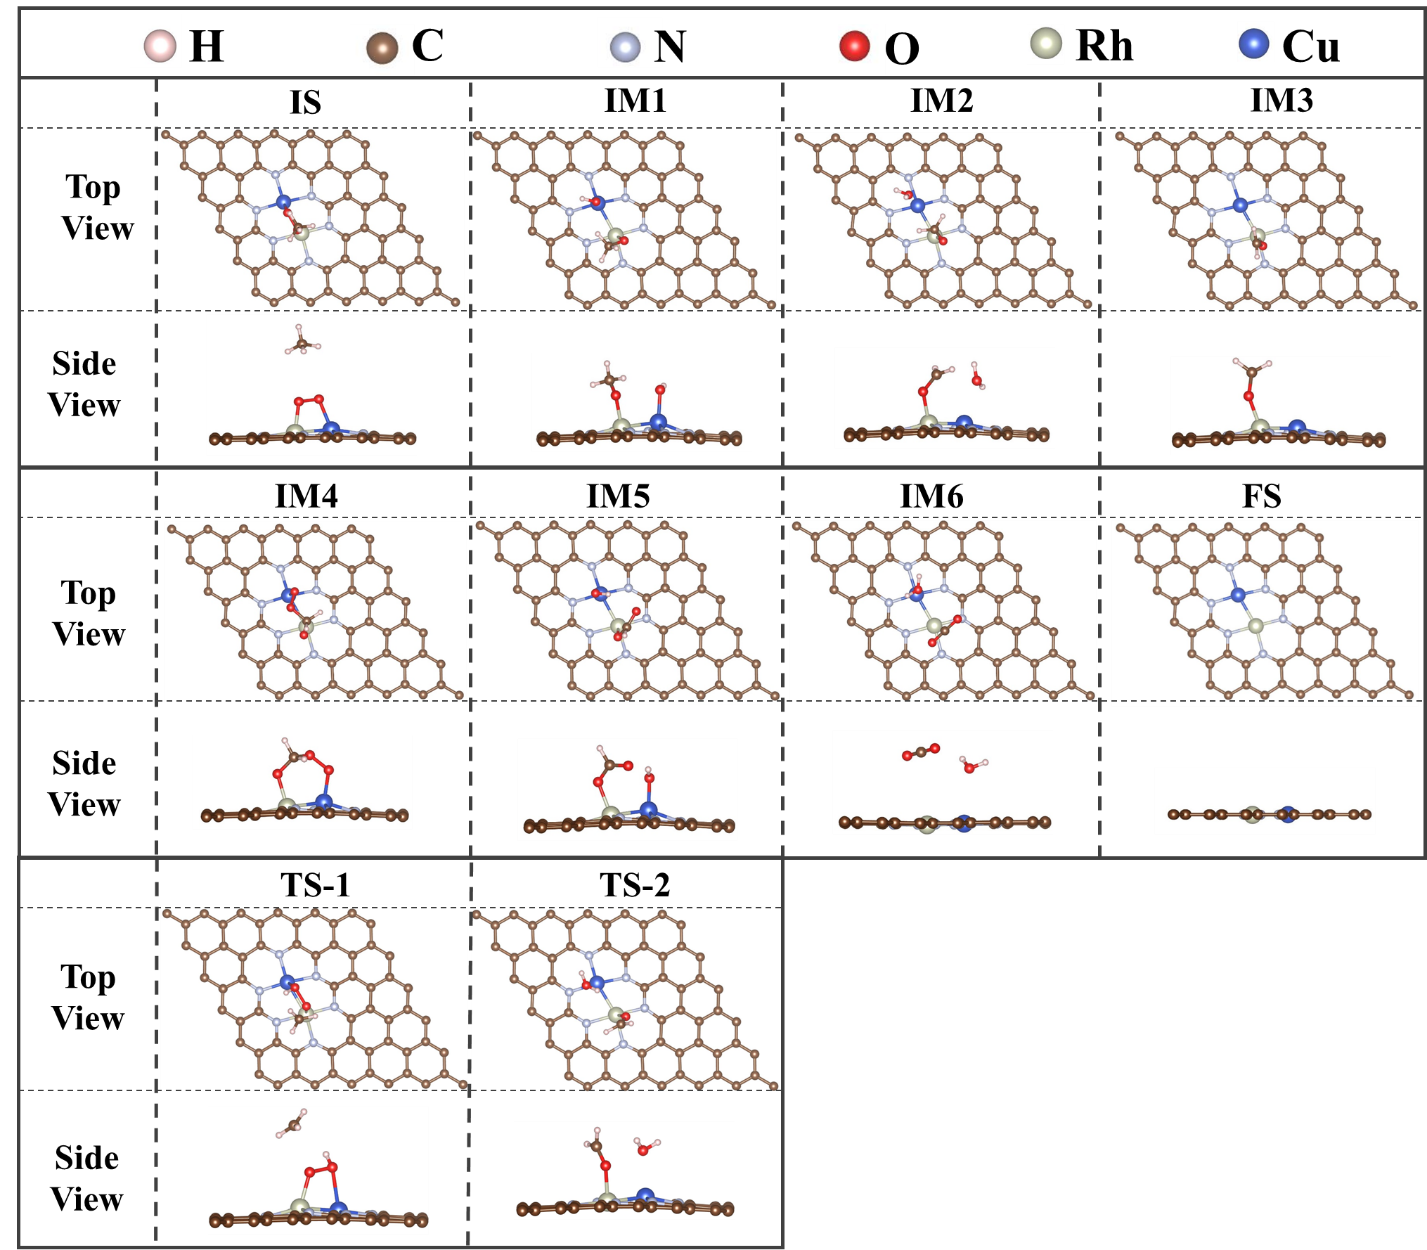 H C N O Rh Cu
IS IM1 IM2 IM3
Top
View
Side
View
IM4 IM5 IM6 FS
Top
View
Side
View
TS-1 TS-2
Top
View
Side
View